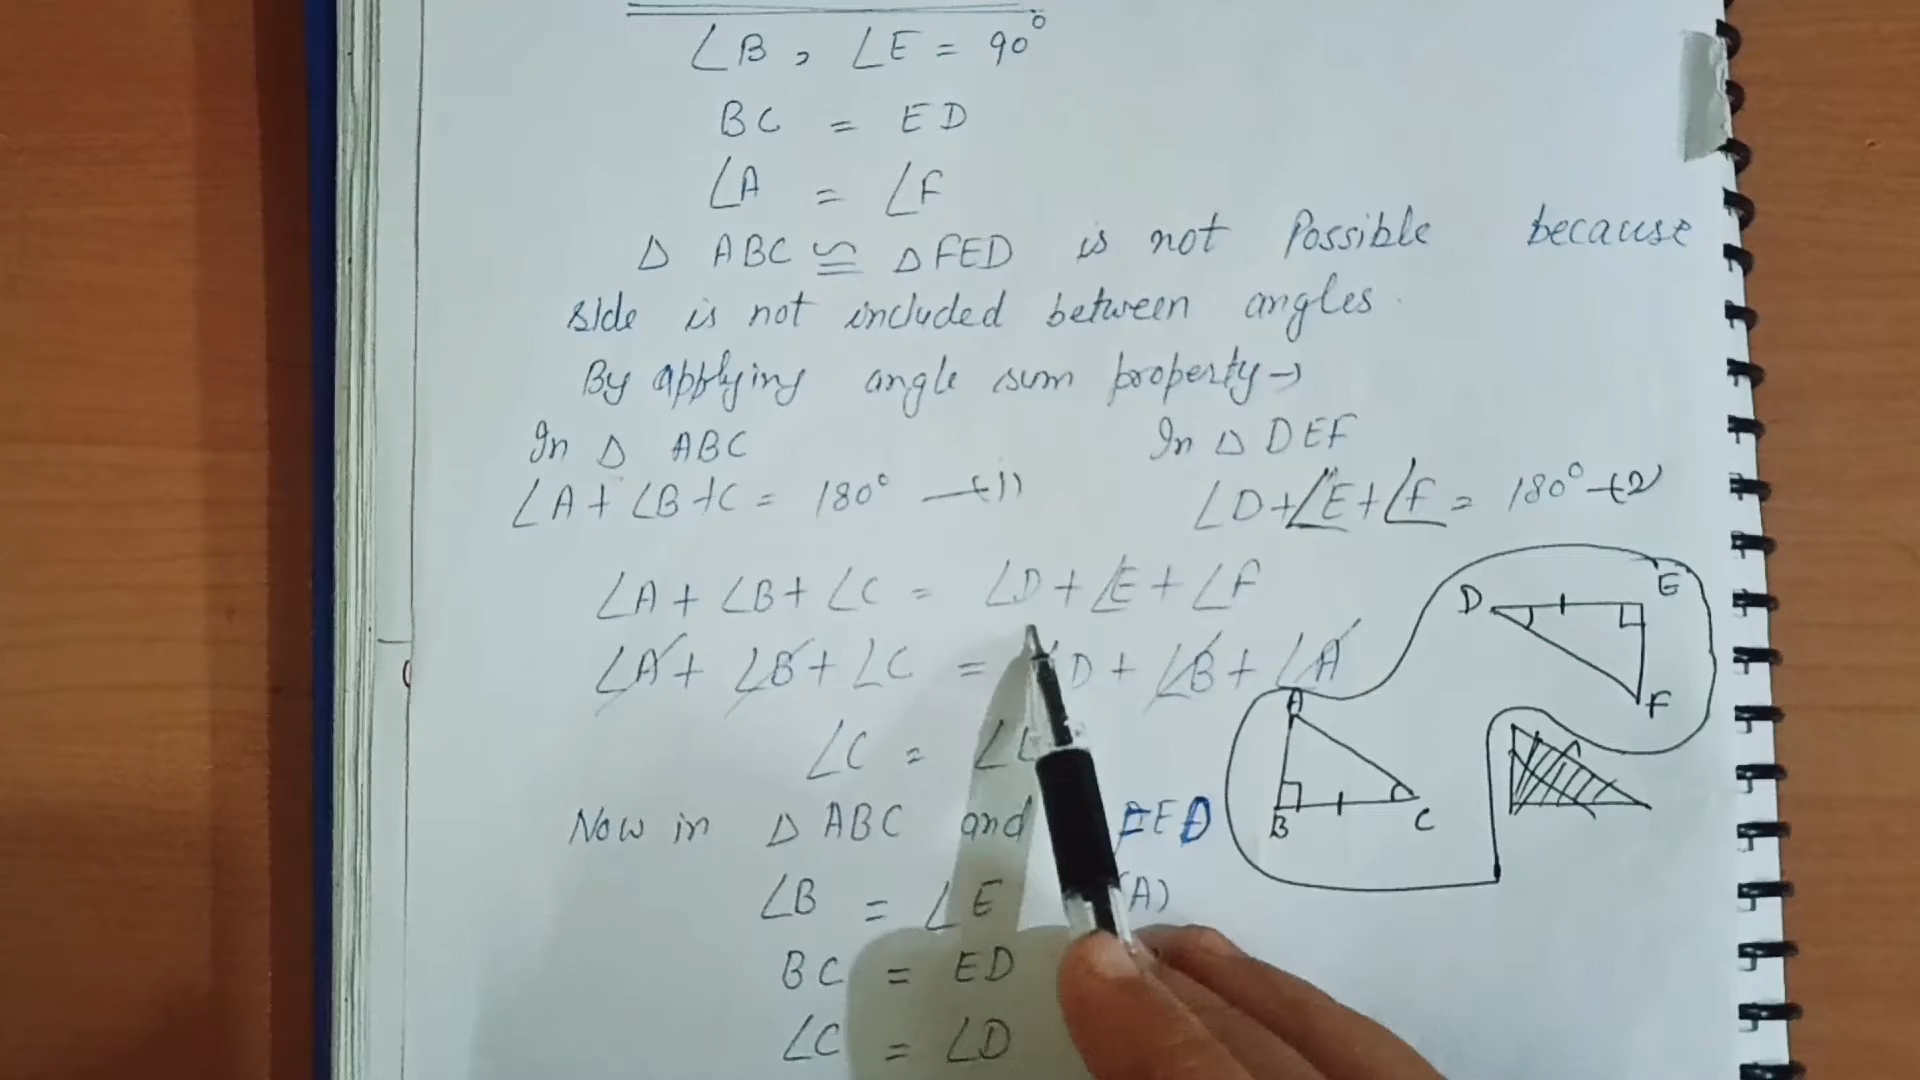 ∠B , ∠E = 90°
BC = ED
∠A = ∠F
Δ ABC ≅ Δ FED is not Possible because
side is not included between angles.
By applying angle sum property→
In Δ ABC
In Δ DEF
∠A + ∠B + C = 180° —(1)
∠D + ∠E + ∠F = 180° —(2)
∠A + ∠B + ∠C = ∠D + ∠E + ∠F
∠A + ∠B + ∠C = D + ∠B + ∠A
∠C = ∠
D E
F
A
B C
Now in Δ ABC and FED
∠B = ∠E (A)
BC = ED
∠C = ∠D